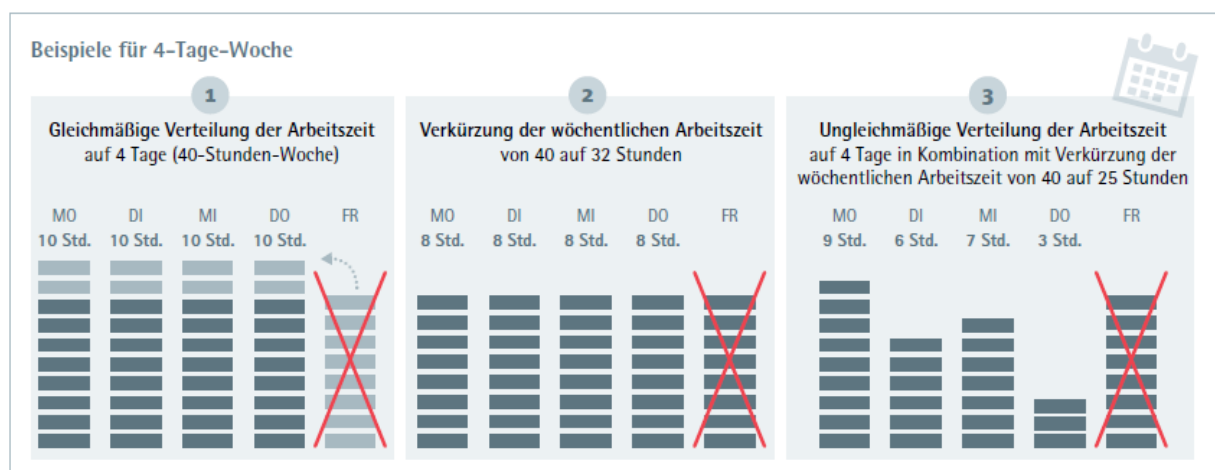 Beispiele für 4-Tage-Woche
1
Gleichmäßige Verteilung der Arbeitszeit
auf 4 Tage (40-Stunden-Woche)
MO DI MI DO FR
10 Std. 10 Std. 10 Std. 10 Std.
2
Verkürzung der wöchentlichen Arbeitszeit
von 40 auf 32 Stunden
MO DI MI DO FR
8 Std. 8 Std. 8 Std. 8 Std.
3
Ungleichmäßige Verteilung der Arbeitszeit
auf 4 Tage in Kombination mit Verkürzung der
wöchentlichen Arbeitszeit von 40 auf 25 Stunden
MO DI MI DO FR
9 Std. 6 Std. 7 Std. 3 Std.